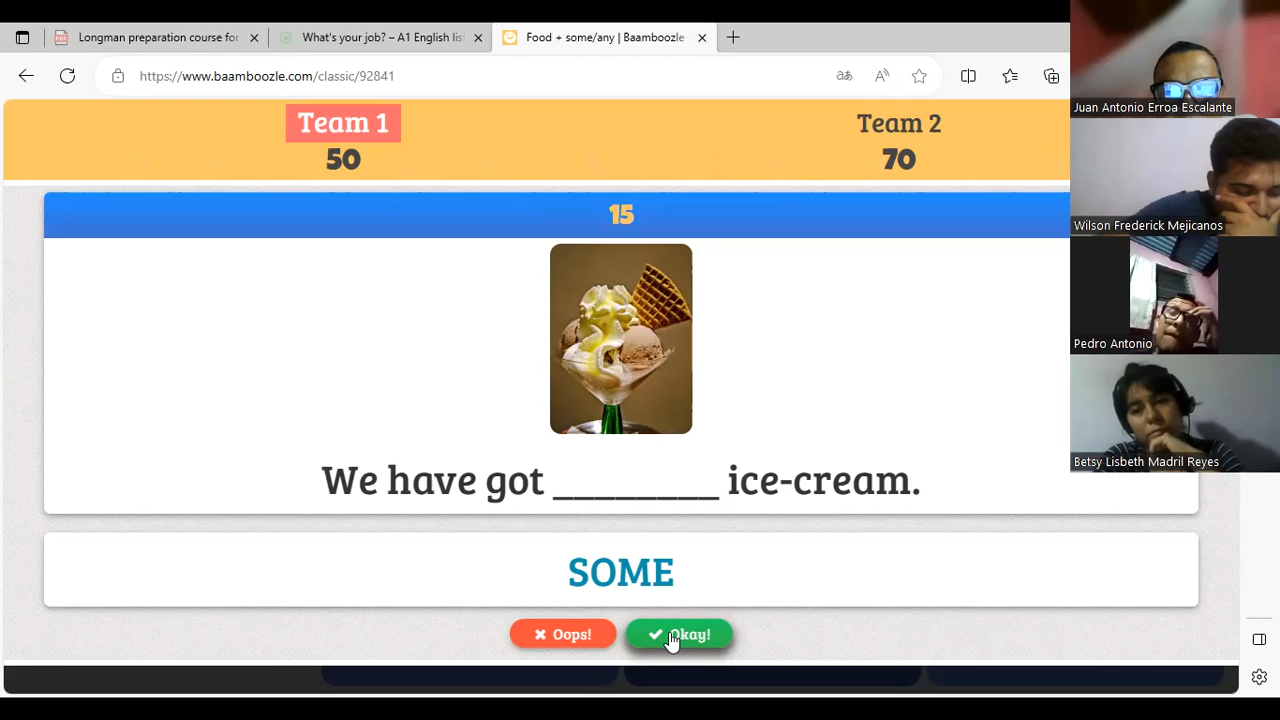 Longman preparation course for
What's your job? – A1 English list
Food + some/any | Baamboozle -
https://www.baamboozle.com/classic/92841
Team 1
50
Team 2
70
15
We have got ________ ice-cream.
SOME
Oops!
Okay!
Juan Antonio Erroa Escalante
Wilson Frederick Mejicanos
Pedro Antonio
Betsy Lisbeth Madril Reyes